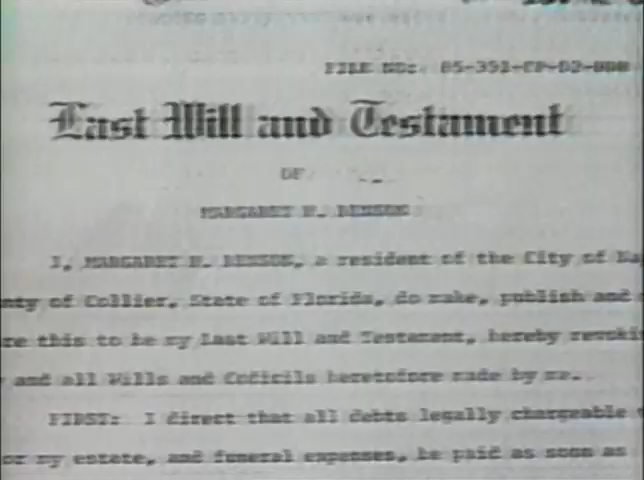 FILE NO: 85-351-CP-02-
Last Will and Testament
OF
MARGARET H. BENSON
I, MARGARET H. BENSON, a resident of the City of Na
nty of Collier, State of Florida, do make, publish and
re this to be my Last Will and Testament, hereby revoki
and all Wills and Codicils heretofore made by me.
FIRST: I direct that all debts legally chargeable
or my estate, and funeral expenses, be paid as soon as